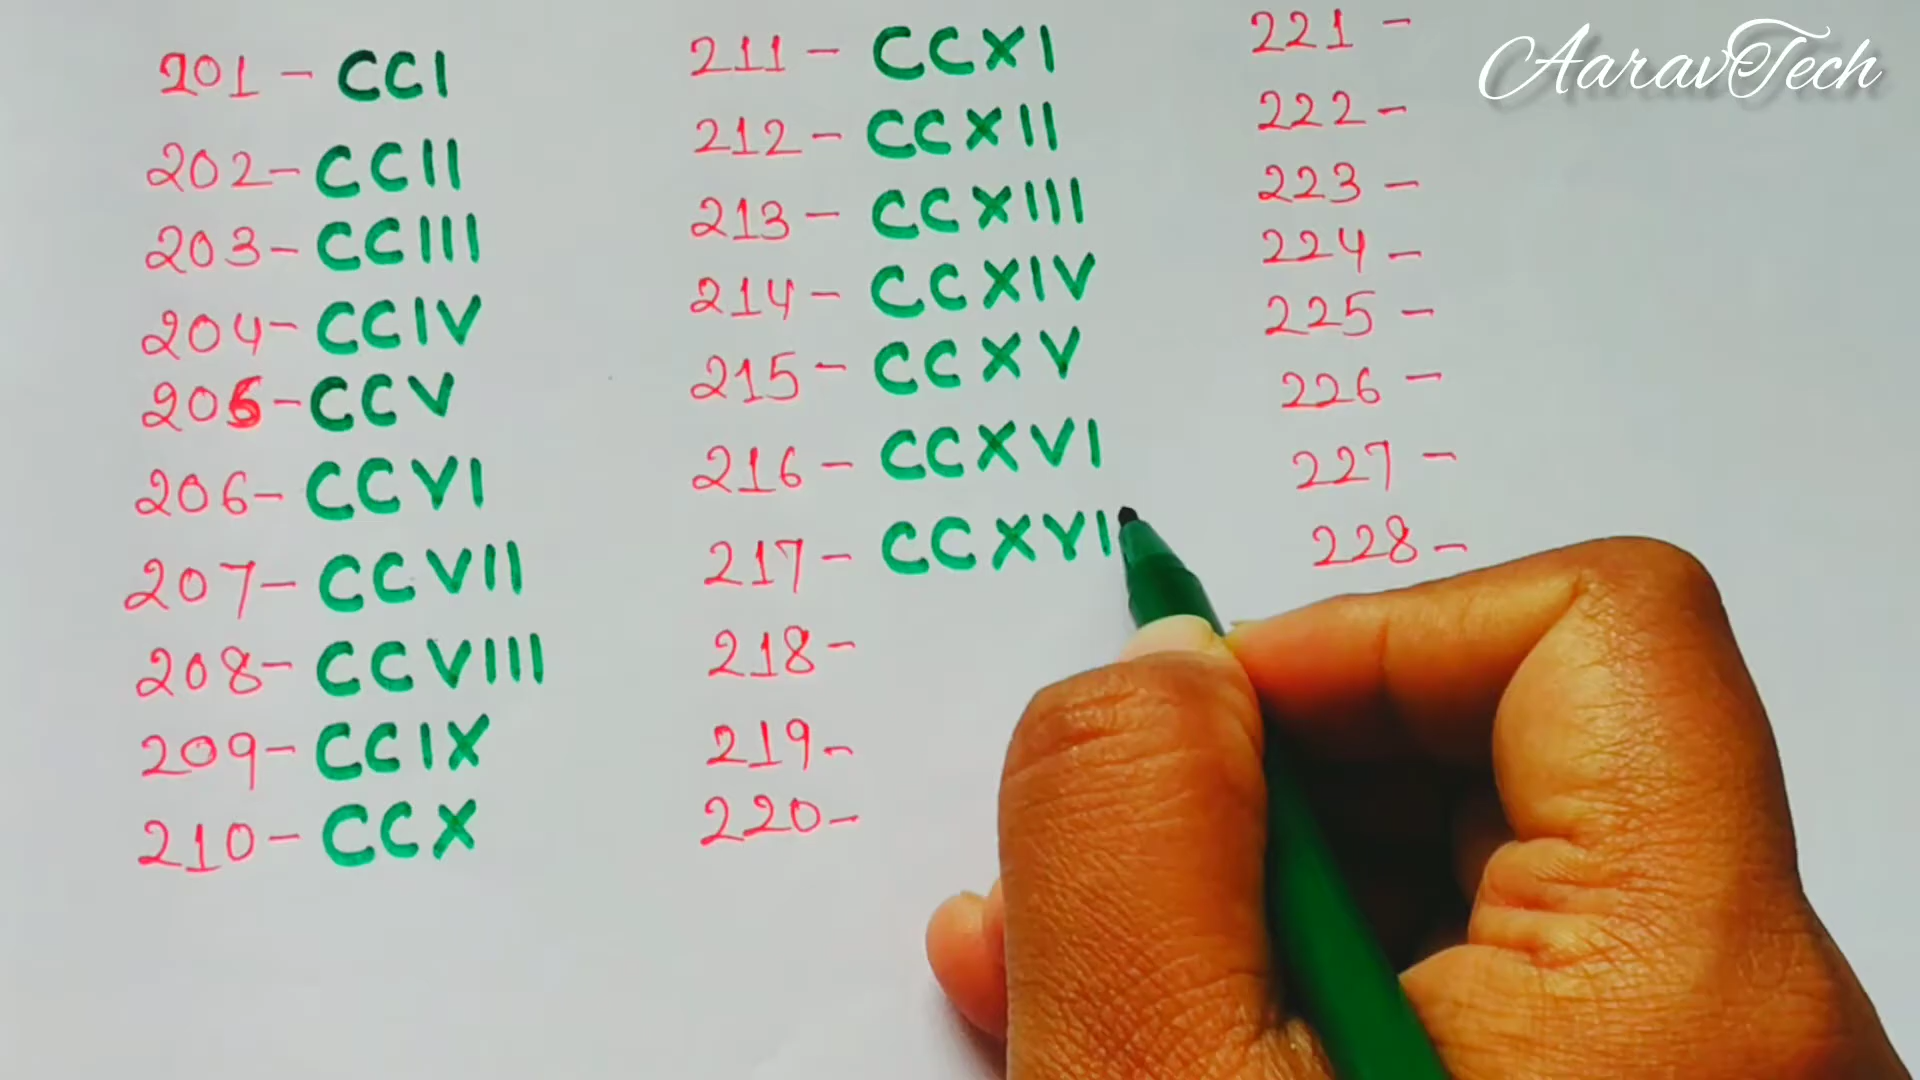 201 - CCI
202 - CCII
203 - CCIII
204 - CCIV
205 - CCV
206 - CCVI
207 - CCVII
208 - CCVIII
209 - CCIX
210 - CCX
211 - CCXI
212 - CCXII
213 - CCXIII
214 - CCXIV
215 - CCXV
216 - CCXVI
217 - CCXVI
218 -
219 -
220 -
221 -
222 -
223 -
224 -
225 -
226 -
227 -
228 -
AaravTech